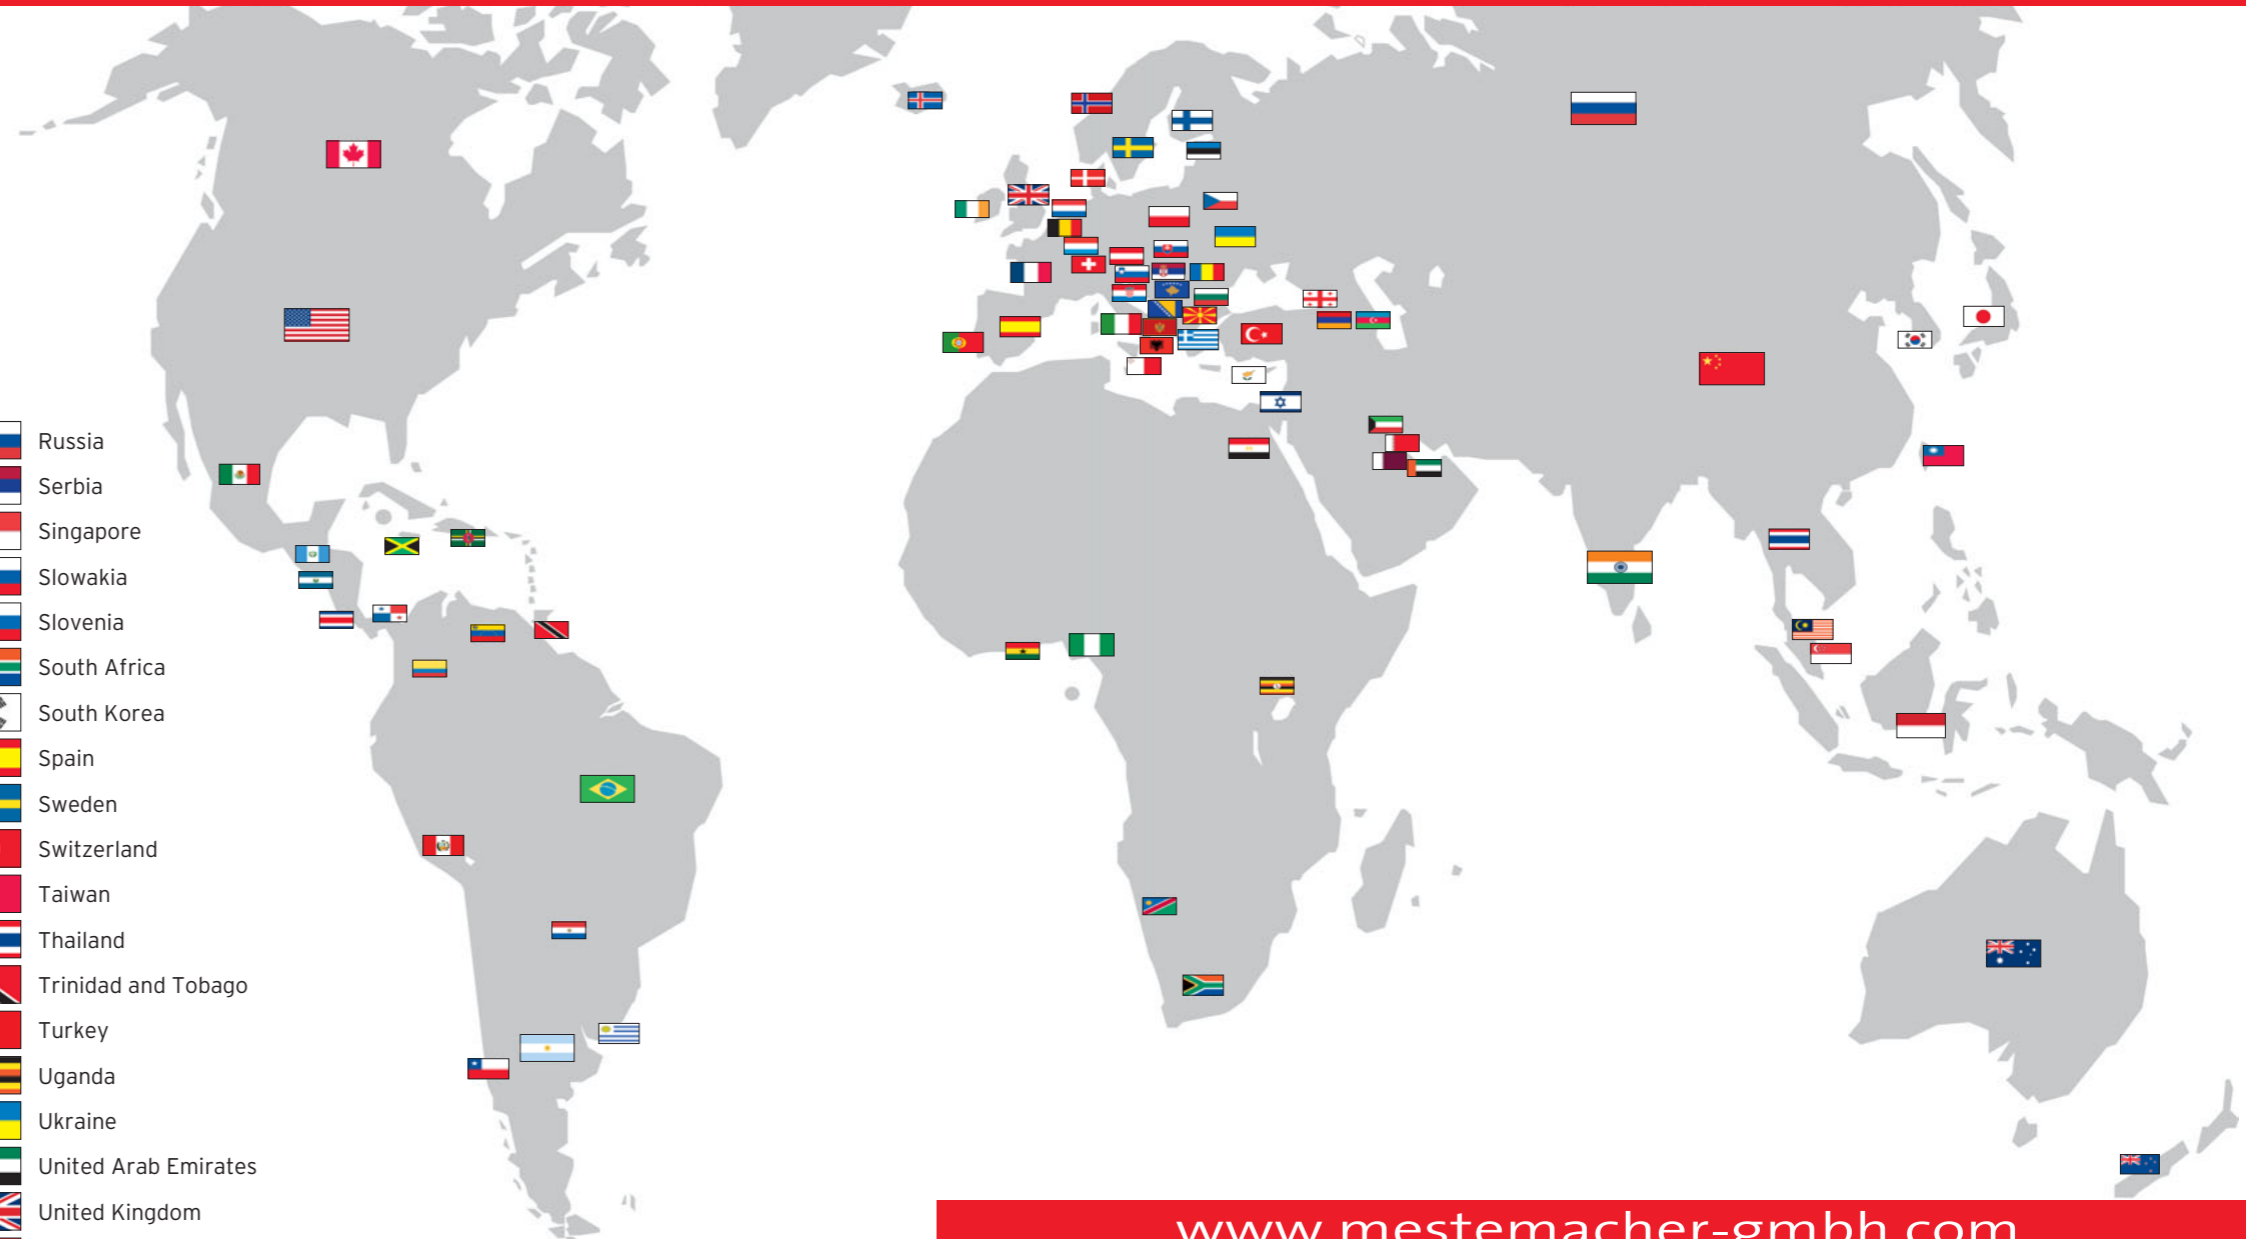 Russia
Serbia
Singapore
Slowakia
Slovenia
South Africa
South Korea
Spain
Sweden
Switzerland
Taiwan
Thailand
Trinidad and Tobago
Turkey
Uganda
Ukraine
United Arab Emirates
United Kingdom
www.mestemacher-gmbh.com